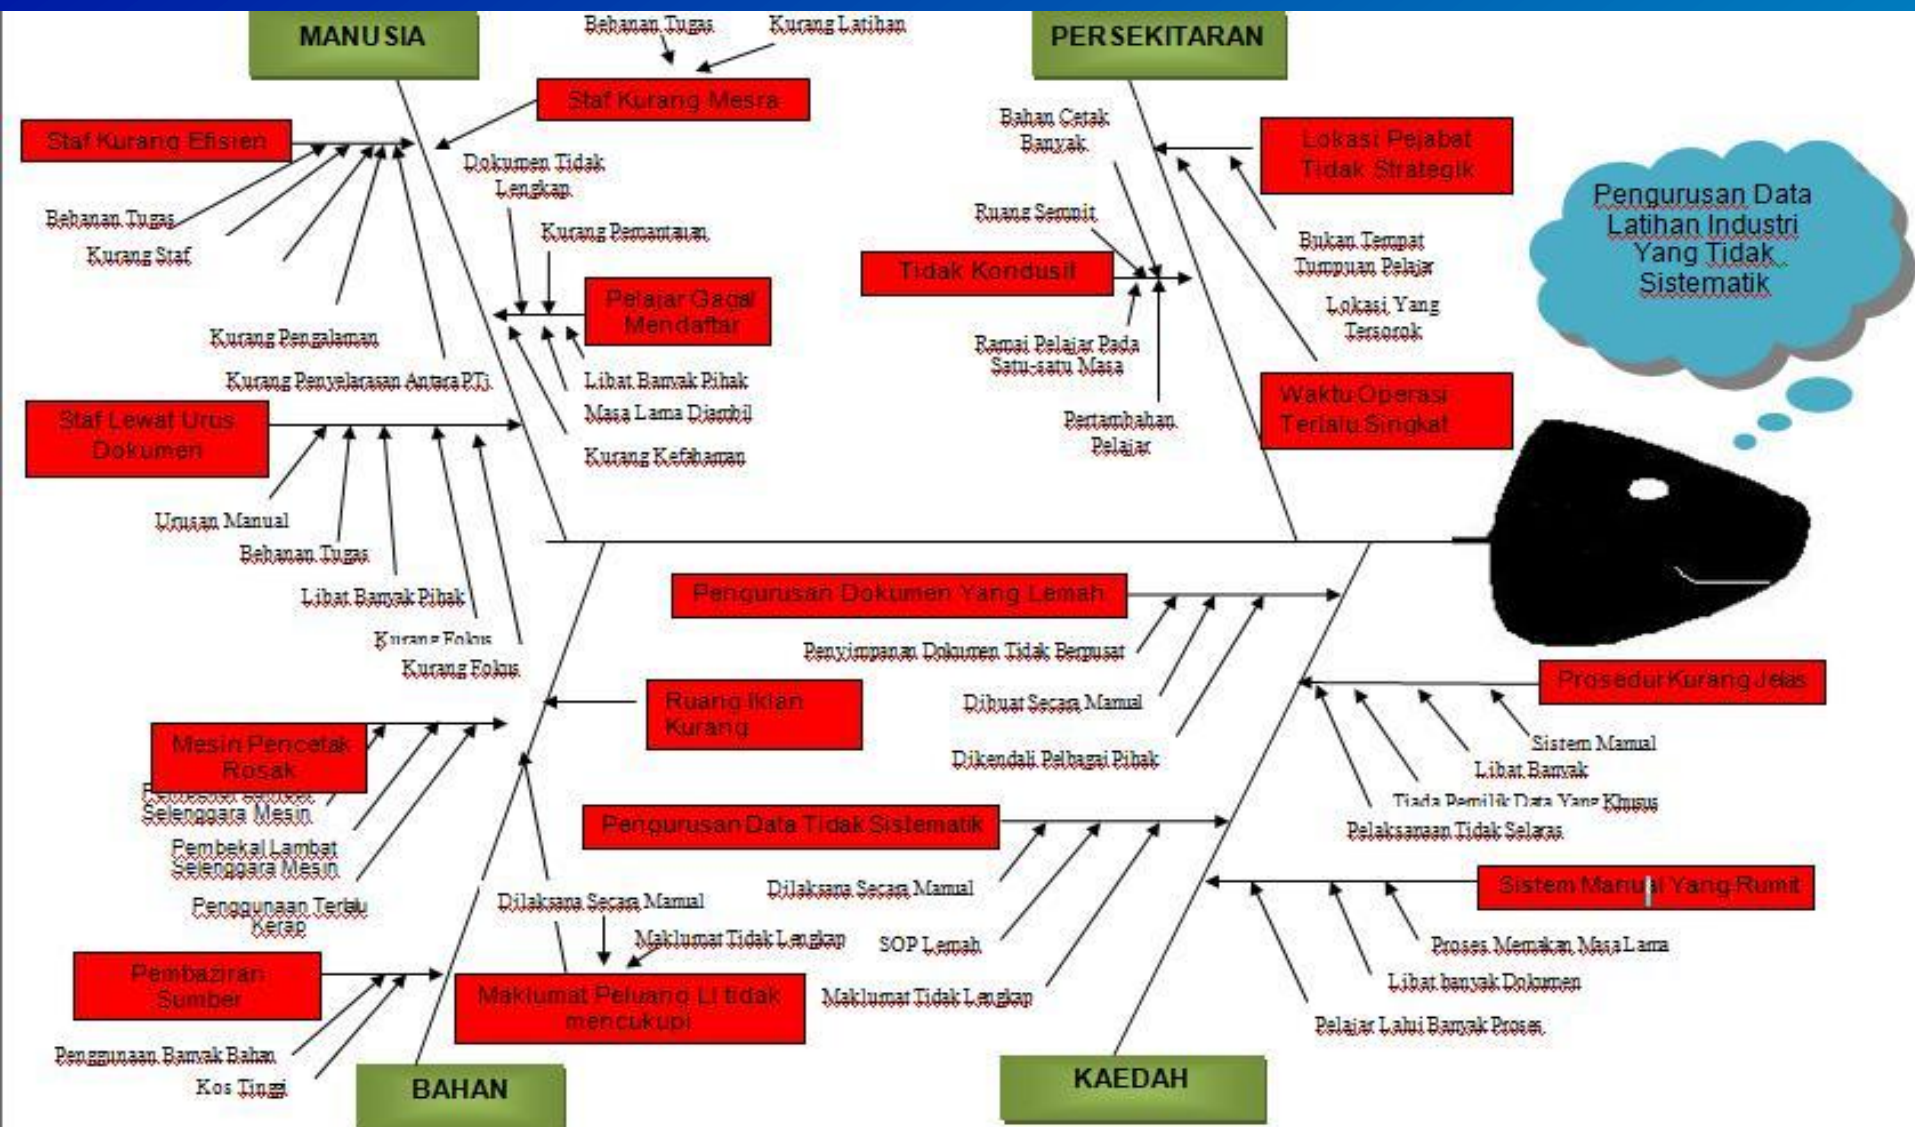 MANUSIA
Bebanan Tugas
Kurang Latihan
PERSEKITARAN
Staf Kurang Mesra
Staf Kurang Efisien
Bebanan Tugas
Kurang Staf
Kurang Pengalaman
Kurang Penyelarasan Antara PTj
Dokumen Tidak
Lengkap
Kurang Pemantauan
Pelajar Gagal
Mendaftar
Libat Banyak Pihak
Masa Lama Diambil
Kurang Kefahaman
Staf Lewat Urus
Dokumen
Urusan Manual
Bebanan Tugas
Libat Banyak Pihak
Kurang Fokus
Kurang Fokus
Bahan Cetak
Banyak
Ruang Sempit
Tidak Kondusif
Ramai Pelajar Pada
Satu-satu Masa
Pertambahan
Pelajar
Lokasi Pejabat
Tidak Strategik
Bukan Tempat
Tumpuan Pelajar
Lokasi Yang
Tersorok
Waktu Operasi
Terlalu Singkat
Pengurusan Data
Latihan Industri
Yang Tidak
Sistematik
Mesin Pencetak
Rosak
Selenggara Mesin
Pembekal Lambat
Selenggara Mesin
Penggunaan Terlalu
Kerap
Ruang Iklan
Kurang
Pembaziran
Sumber
Penggunaan Banyak Bahan
Kos Tinggi
Dilaksana Secara Manual
Maklumat Tidak Lengkap
Maklumat Peluang LI tidak
mencukupi
BAHAN
Pengurusan Dokumen Yang Lemah
Penyimpanan Dokumen Tidak Berpusat
Dibuat Secara Manual
Dikendali Pelbagai Pihak
Pengurusan Data Tidak Sistematik
Dilaksana Secara Manual
SOP Lemah
Maklumat Tidak Lengkap
Prosedur Kurang Jelas
Sistem Manual
Libat Banyak
Tiada Pemilik Data Yang Khusus
Pelaksanaan Tidak Selaras
Sistem Manual Yang Rumit
Proses Memakan Masa Lama
Libat banyak Dokumen
Pelajar Lalui Banyak Proses
KAEDAH